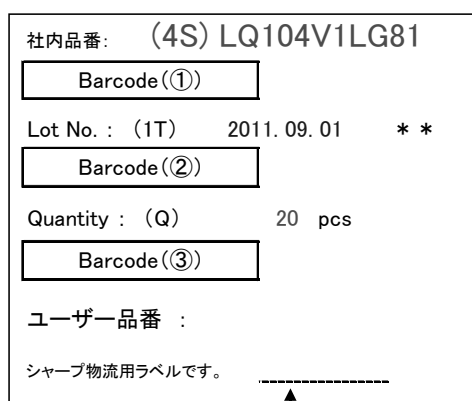 社内品番: (4S) LQ104V1LG81
Barcode(①)
Lot No. : (1T) 2011. 09. 01 * *
Barcode(②)
Quantity : (Q) 20 pcs
Barcode(③)
ユーザー品番 :
シャープ物流用ラベルです。